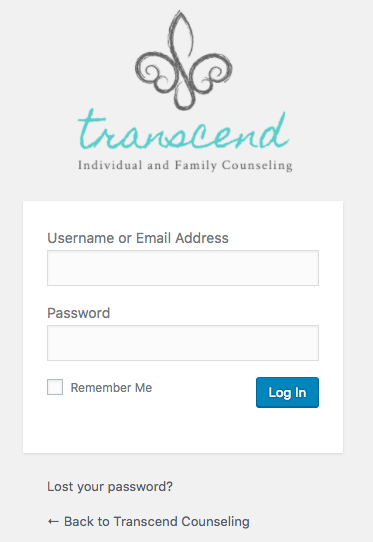 transcend
Individual and Family Counseling
Username or Email Address
Password
Remember Me
Log In
Lost your password?
← Back to Transcend Counseling